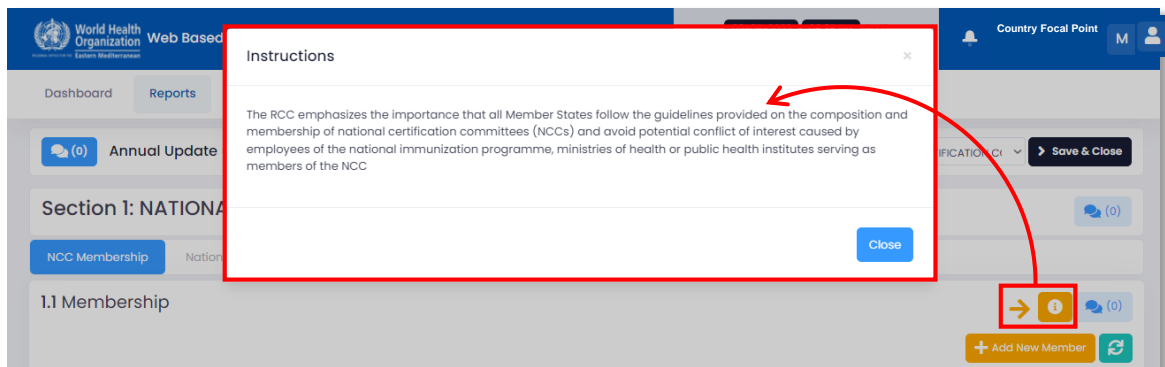 World Health
Organization
Eastern Mediterranean
Web Based
Country Focal Point
M
Dashboard
Reports
Instructions
×
The RCC emphasizes the importance that all Member States follow the guidelines provided on the composition and
membership of national certification committees (NCCs) and avoid potential conflict of interest caused by
employees of the national immunization programme, ministries of health or public health institutes serving as
members of the NCC
Close
(0) Annual Update
Save & Close
Section 1: NATIONA
(0)
NCC Membership
Nation
1.1 Membership
(0)
Add New Member